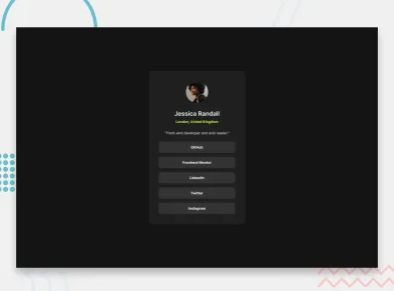 Jessica Randall
London, United Kingdom
"Front-end developer and avid reader."
GitHub
Frontend Mentor
LinkedIn
Twitter
Instagram